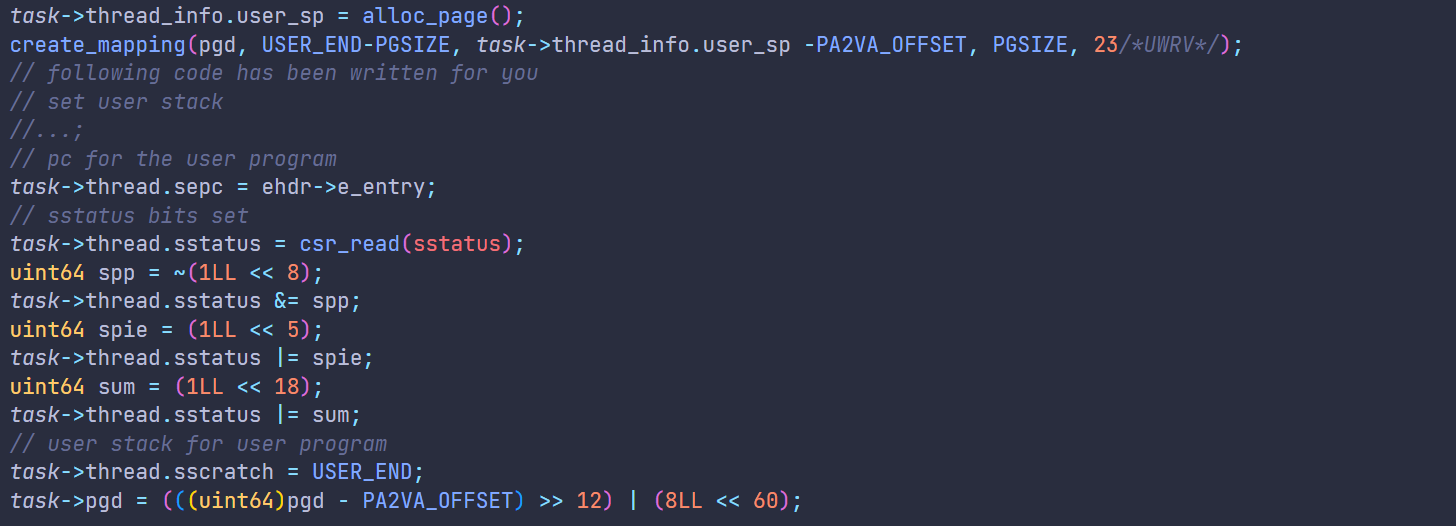 task->thread_info.user_sp = alloc_page();
create_mapping(pgd, USER_END-PGSIZE, task->thread_info.user_sp -PA2VA_OFFSET, PGSIZE, 23/*UWRV*/);
// following code has been written for you
// set user stack
//...;
// pc for the user program
task->thread.sepc = ehdr->e_entry;
// sstatus bits set
task->thread.sstatus = csr_read(sstatus);
uint64 spp = ~(1LL << 8);
task->thread.sstatus &= spp;
uint64 spie = (1LL << 5);
task->thread.sstatus |= spie;
uint64 sum = (1LL << 18);
task->thread.sstatus |= sum;
// user stack for user program
task->thread.sscratch = USER_END;
task->pgd = (((uint64)pgd - PA2VA_OFFSET) >> 12) | (8LL << 60);